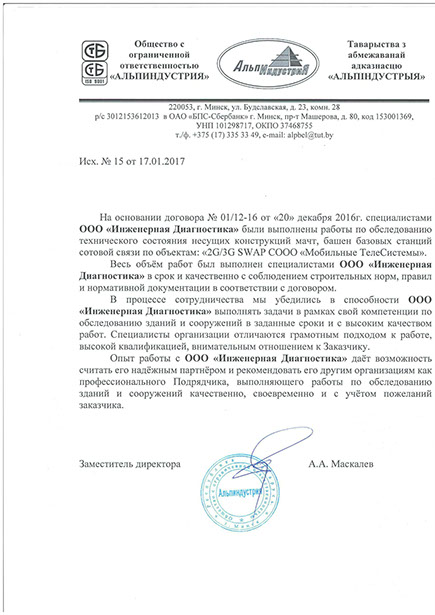 СТБ
ISO 9001
Общество с
ограниченной
ответственностью
«АЛЬПИНДУСТРИЯ»
АльпИндустриЯ
Таварыства з
абмежаванай
адказнасцю
«АЛЬПІНДУСТРЫЯ»
220053, г. Минск, ул. Будславская, д. 23, комн. 28
р/с 3012153612013 в ОАО «БПС-Сбербанк» г. Минск, пр-т Машерова, д. 80, код 153001369,
УНП 101298717, ОКПО 37468755
т./ф. +375 (17) 335 33 49, e-mail: alpbel@tut.by
Исх. № 15 от 17.01.2017
На основании договора № 01/12-16 от «20» декабря 2016г. специалистами
ООО «Инженерная Диагностика» были выполнены работы по обследованию
технического состояния несущих конструкций мачт, башен базовых станций
сотовой связи по объектам: «2G/3G SWAP СООО «Мобильные ТелеСистемы».
Весь объём работ был выполнен специалистами ООО «Инженерная
Диагностика» в срок и качественно с соблюдением строительных норм, правил
и нормативной документации в соответствии с договором.
В процессе сотрудничества мы убедились в способности ООО
«Инженерная Диагностика» выполнять задачи в рамках своей компетенции по
обследованию зданий и сооружений в заданные сроки и с высоким качеством
работ. Специалисты организации отличаются грамотным подходом к работе,
высокой квалификацией, внимательным отношением к Заказчику.
Опыт работы с ООО «Инженерная Диагностика» даёт возможность
считать его надёжным партнёром и рекомендовать его другим организациям как
профессионального Подрядчика, выполняющего работы по обследованию
зданий и сооружений качественно, своевременно и с учётом пожеланий
заказчика.
Заместитель директора
А.А. Маскалев
Альпиндустрия